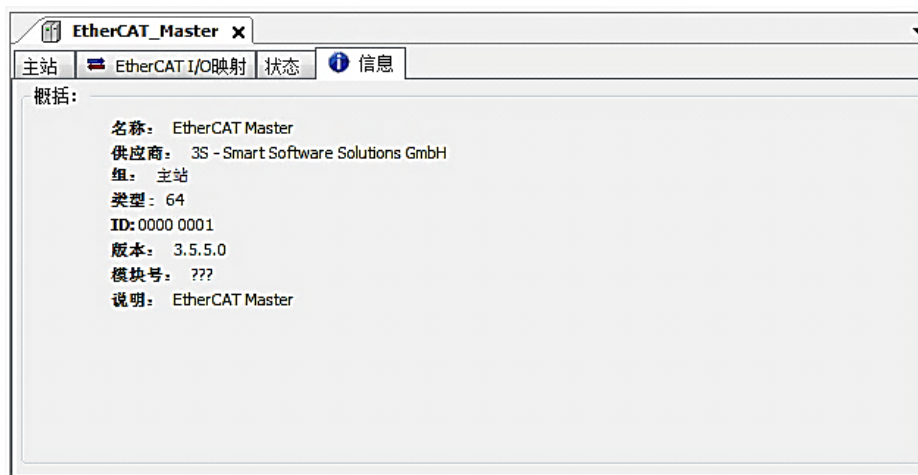 EtherCAT_Master x
主站 EtherCAT I/O映射 状态 信息
概括：
名称： EtherCAT Master
供应商： 3S - Smart Software Solutions GmbH
组： 主站
类型： 64
ID: 0000 0001
版本： 3.5.5.0
模块号： ???
说明： EtherCAT Master